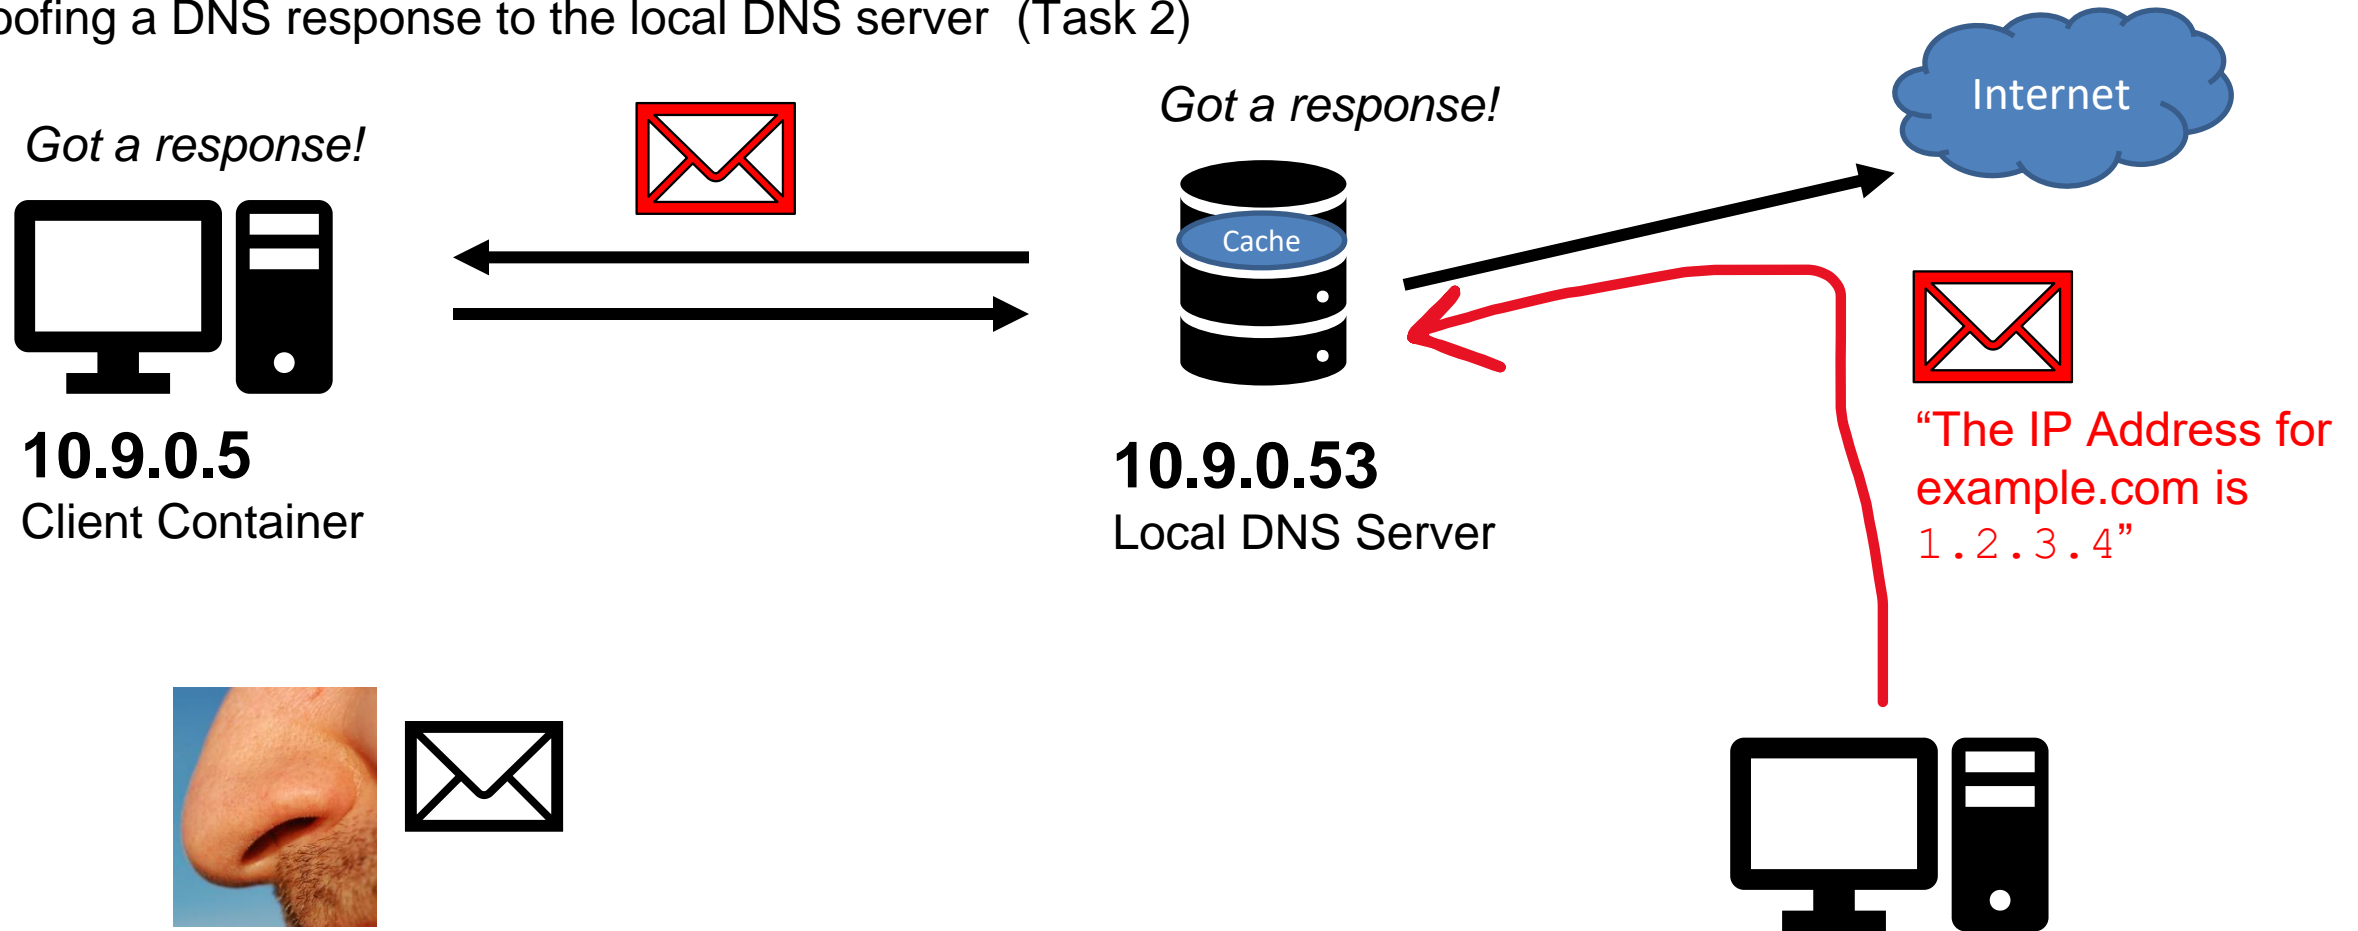 oofing a DNS response to the local DNS server (Task 2)
Got a response!
Got a response!
Internet
Cache
10.9.0.5
Client Container
10.9.0.53
Local DNS Server
“The IP Address for
example.com is
1.2.3.4”